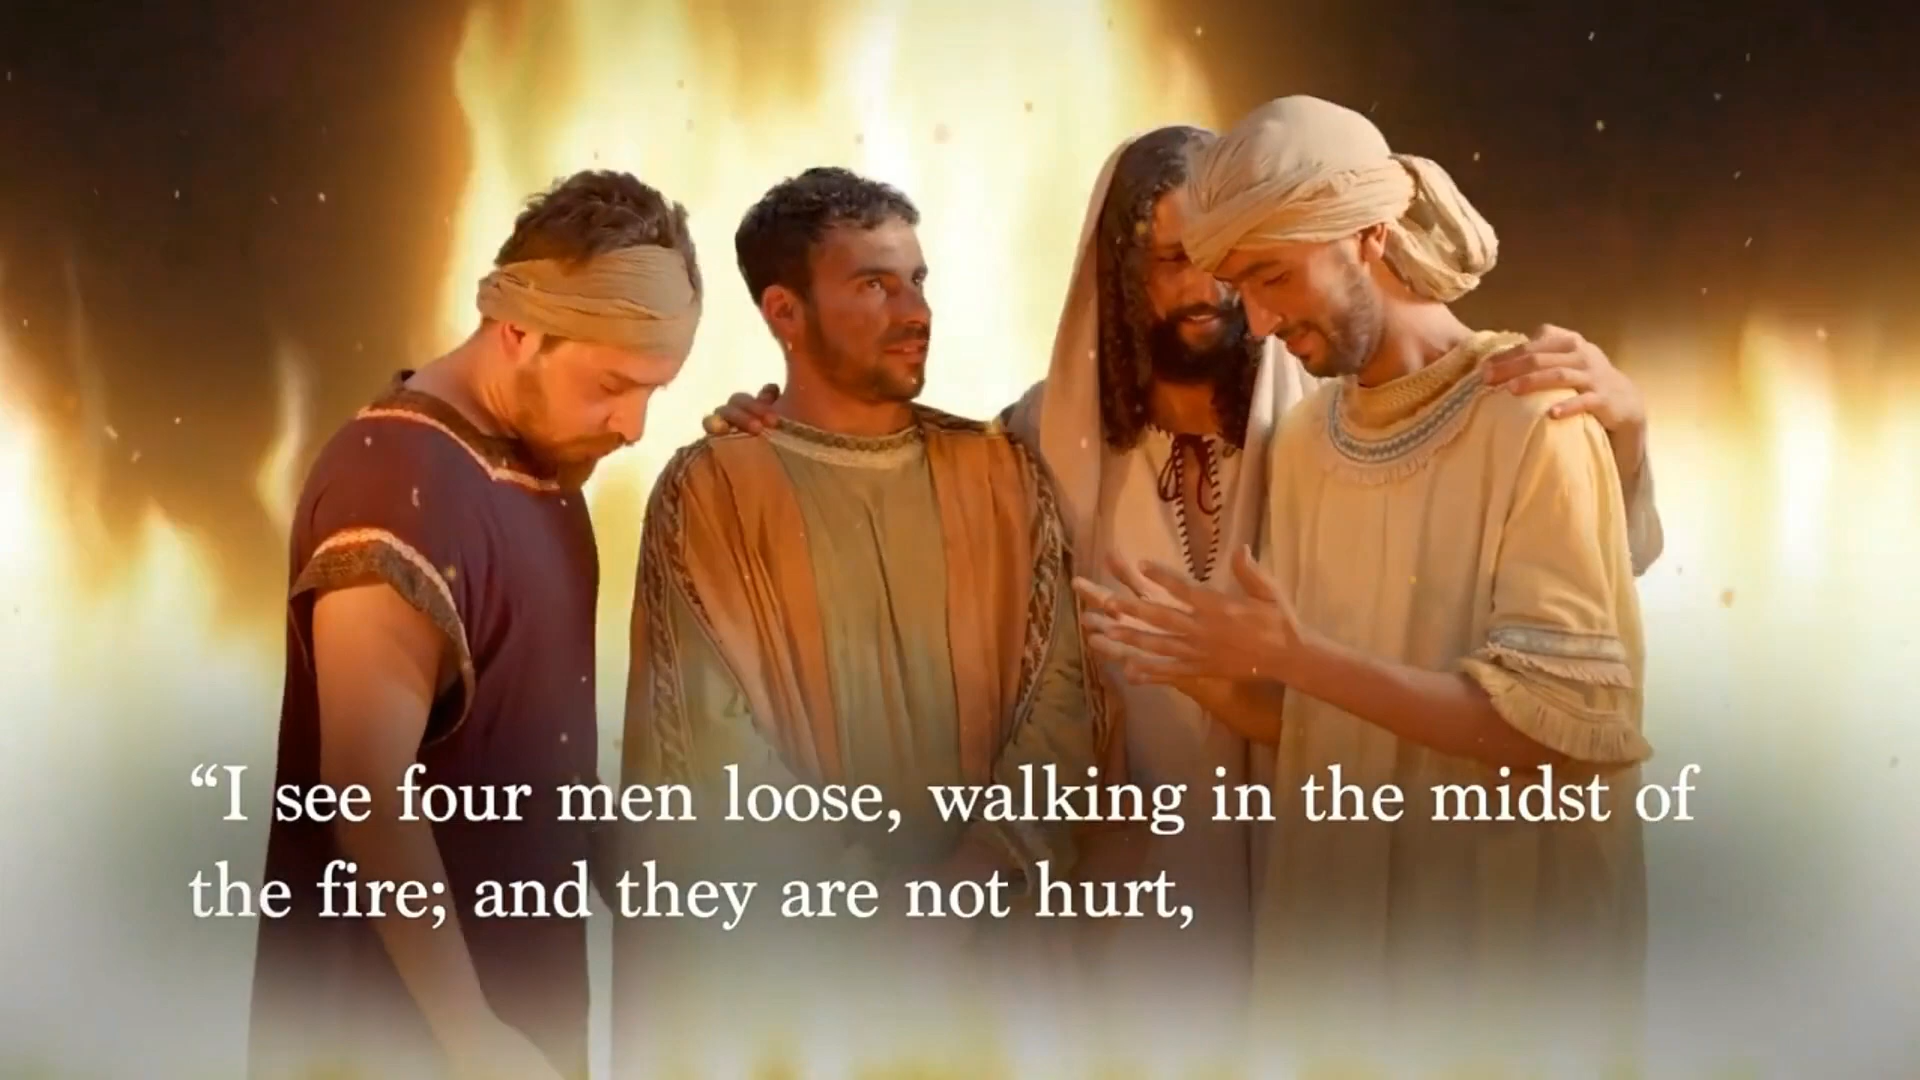 “I see four men loose, walking in the midst of
the fire; and they are not hurt,